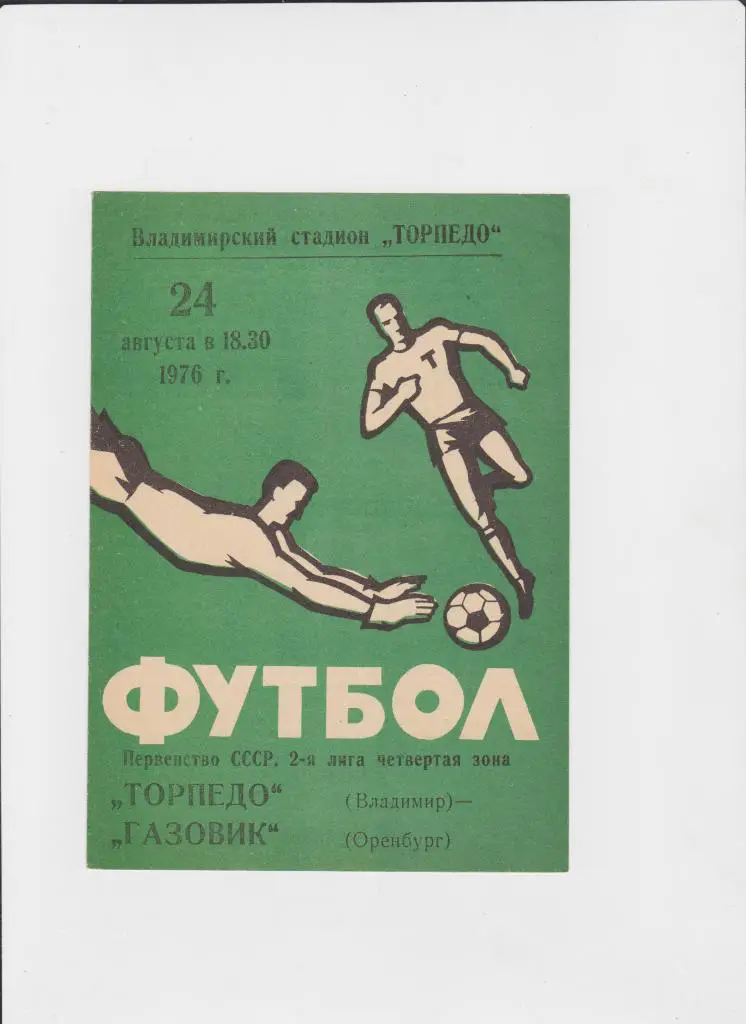 Владимирский стадион „ТОРПЕДО“
24
августа в 18.30
1976 г.
Т
ФУТБОЛ
Первенство СССР. 2-я лига четвертая зона
„ТОРПЕДО“ (Владимир)—
„ГАЗОВИК“ (Оренбург)